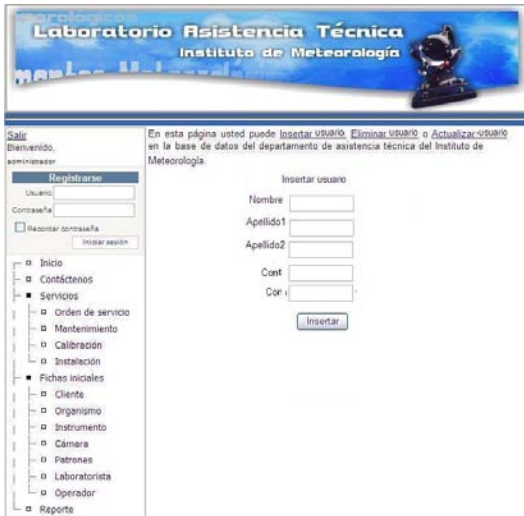 Laboratorio Asistencia Técnica
Instituto de Meteorología
Salir
Bienvenido,
administrador
Registrarse
Usuario
Contraseña
Recordar contraseña
Iniciar sesión
Inicio
Contáctenos
Servicios
Orden de servicio
Mantenimiento
Calibración
Instalación
Fichas iniciales
Cliente
Organismo
Instrumento
Cámara
Patrones
Laboratorista
Operador
Reporte
En esta página usted puede Insertar usuario, Eliminar usuario o Actualizar usuario
en la base de datos del departamento de asistencia técnica del Instituto de
Meteorología.
Insertar usuario
Nombre
Apellido1
Apellido2
Cont
Con
Insertar